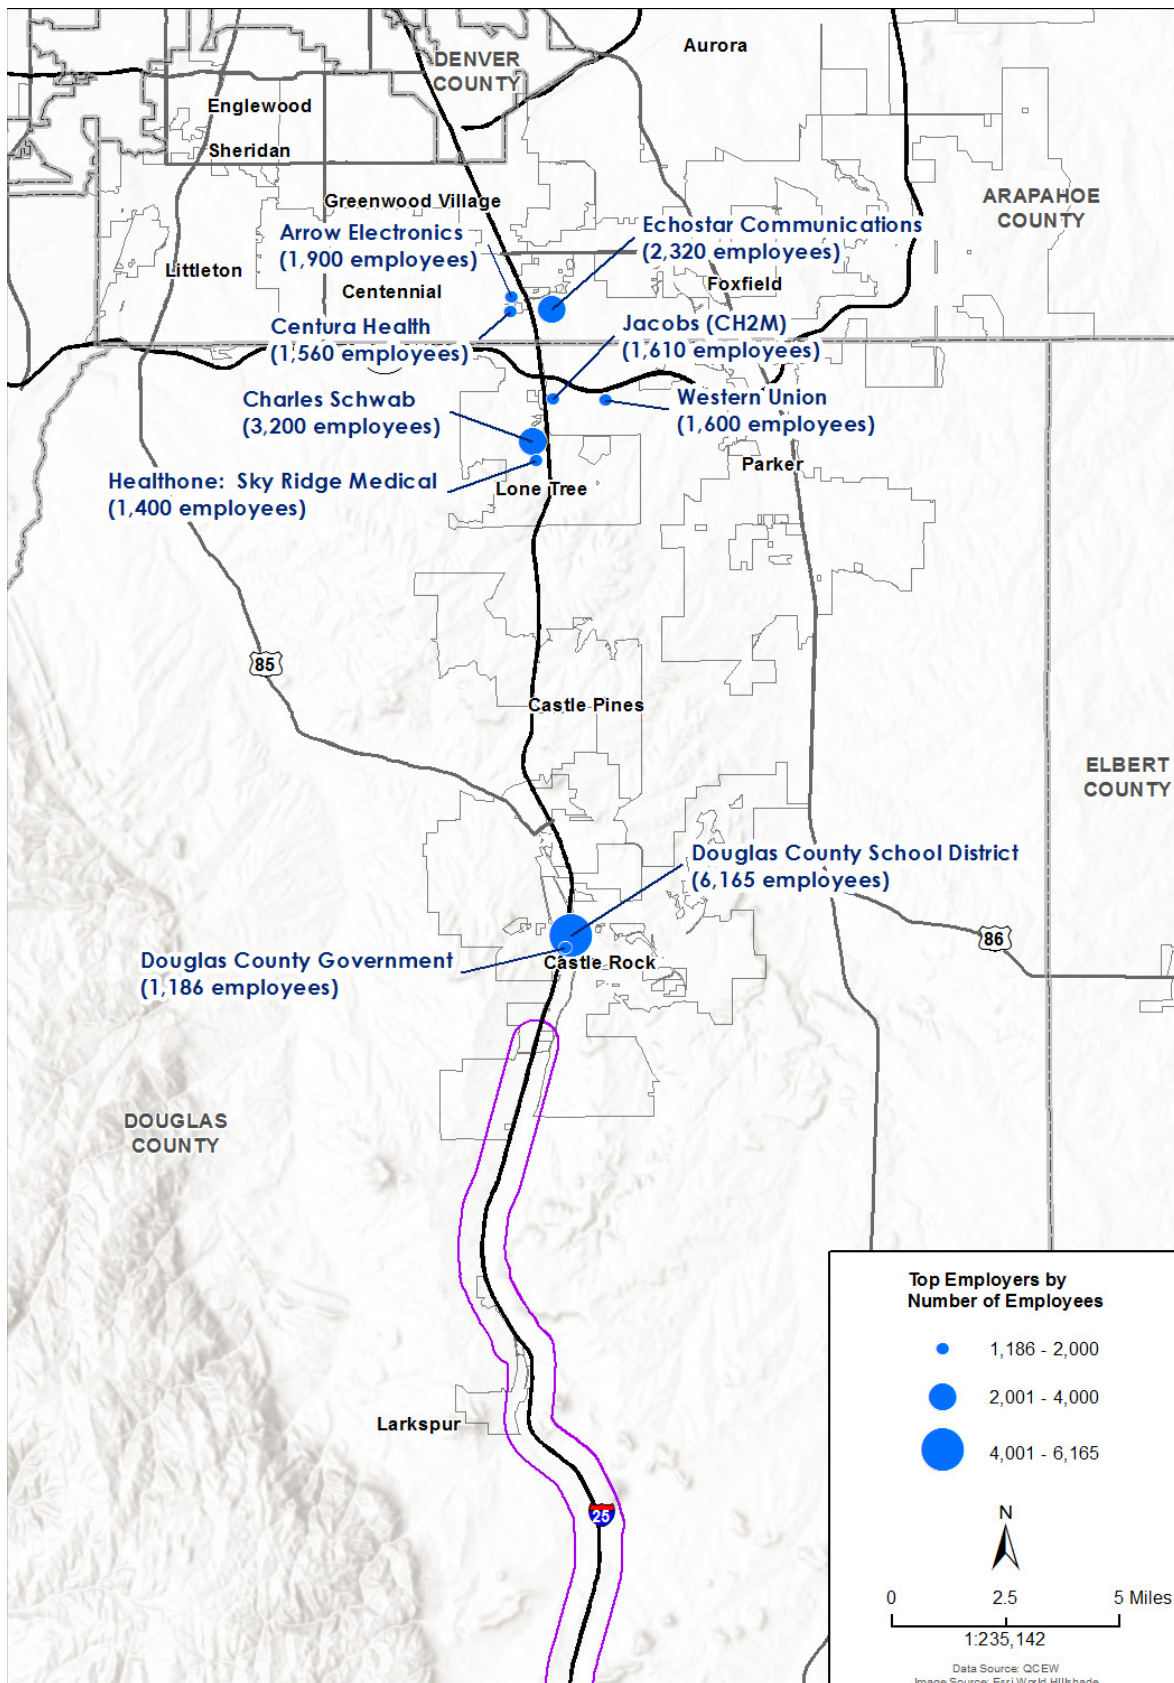 Aurora
DENVER
COUNTY
Englewood
Sheridan
ARAPAHOE
COUNTY
Greenwood Village
Arrow Electronics
(1,900 employees)
Echostar Communications
(2,320 employees)
Littleton
Centennial
Foxfield
Centura Health
(1,560 employees)
Jacobs (CH2M)
(1,610 employees)
Charles Schwab
(3,200 employees)
Western Union
(1,600 employees)
Parker
Healthone: Sky Ridge Medical
(1,400 employees)
Lone Tree
85
Castle Pines
ELBERT
COUNTY
Douglas County School District
(6,165 employees)
86
Douglas County Government
(1,186 employees)
Castle Rock
DOUGLAS
COUNTY
Larkspur
25
Top Employers by
Number of Employees
1,186 - 2,000
2,001 - 4,000
4,001 - 6,165
N
0 2.5 5 Miles
1:235,142
Data Source: QCEW
Image Source: Esri World Hillshade